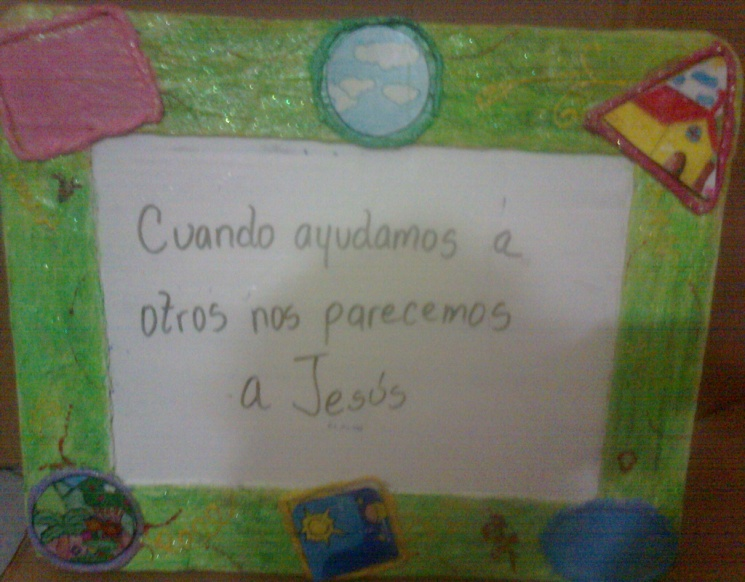 Cuando ayudamos á
otros nos parecemos
a Jesús